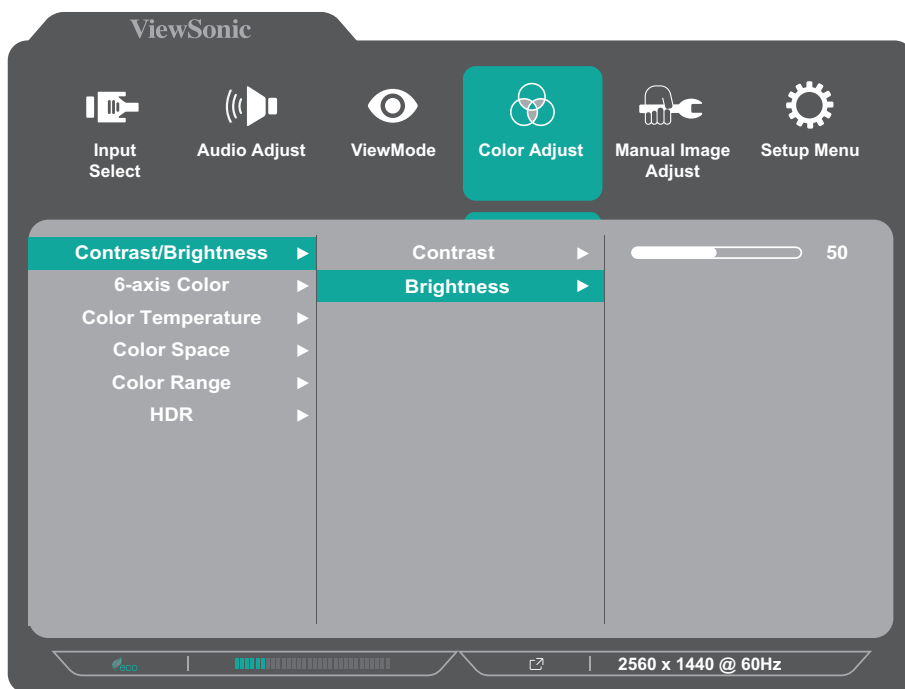 ViewSonic
Input
Select
Audio Adjust
ViewMode
Color Adjust
Manual Image
Adjust
Setup Menu
Contrast/Brightness
6-axis Color
Color Temperature
Color Space
Color Range
HDR
Contrast
Brightness
50
eco
2560 x 1440 @ 60Hz